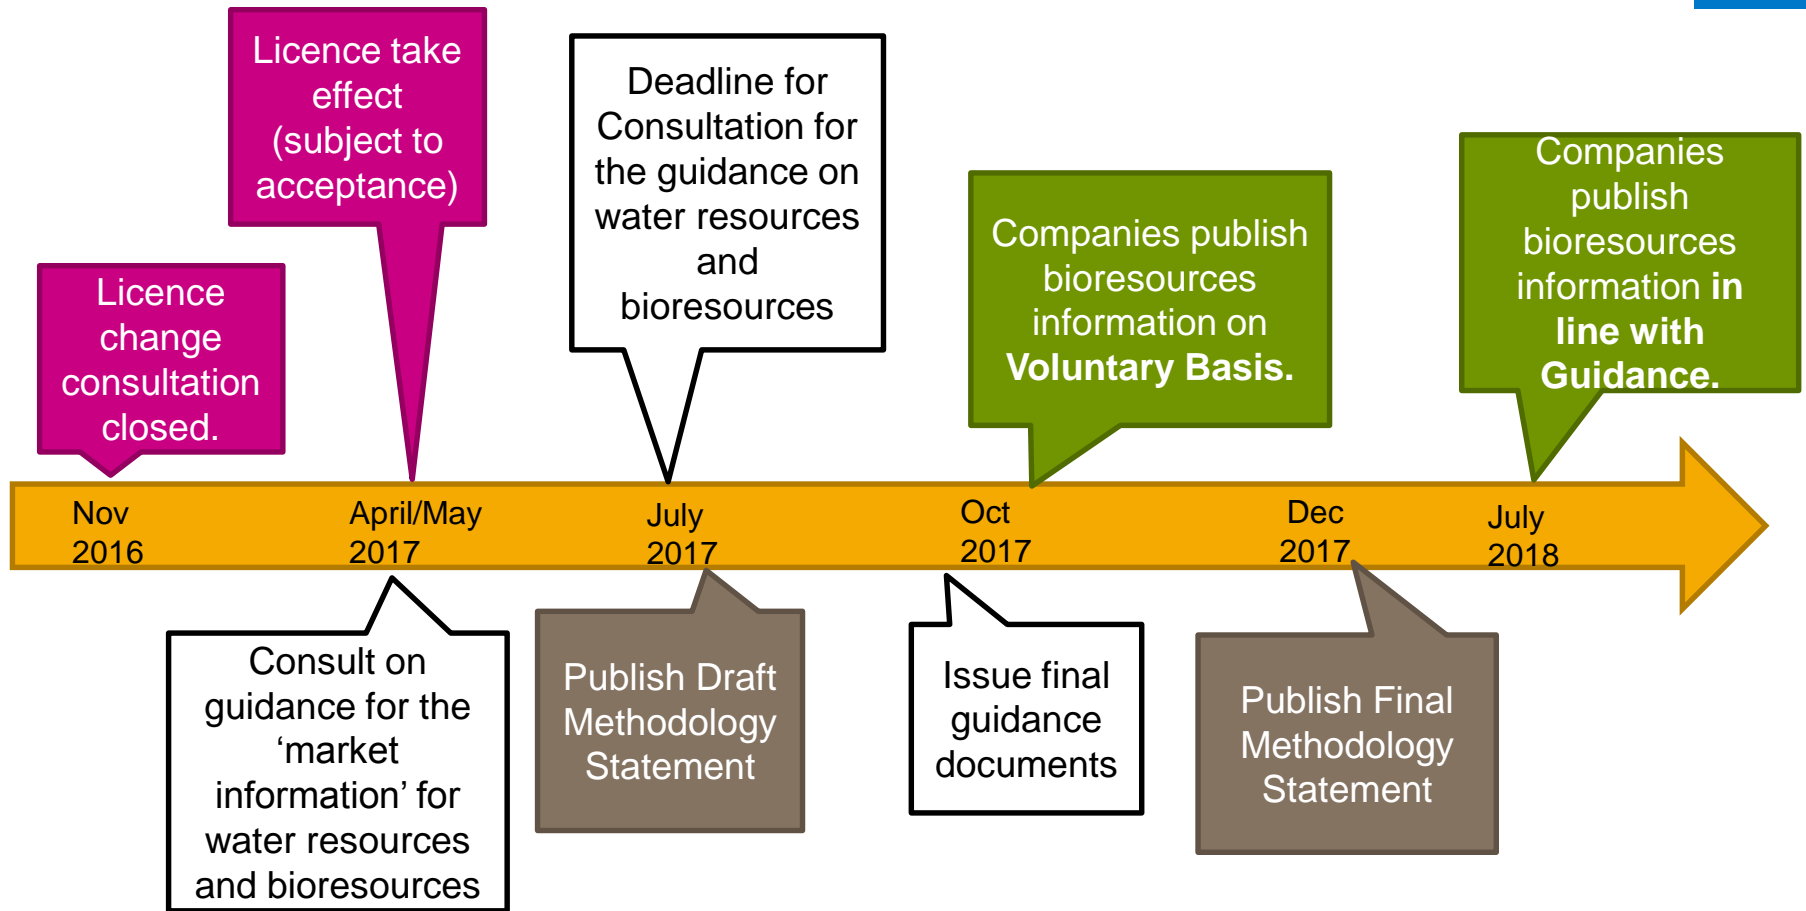 Licence take
effect
(subject to
acceptance)
Deadline for
Consultation for
the guidance on
water resources
and
bioresources
Companies
publish
bioresources
information in
line with
Guidance.
Companies publish
bioresources
information on
Voluntary Basis.
Licence
change
consultation
closed.
Nov
2016
April/May
2017
July
2017
Oct
2017
Dec
2017
July
2018
Consult on
guidance for the
‘market
information’ for
water resources
and bioresources
Publish Draft
Methodology
Statement
Issue final
guidance
documents
Publish Final
Methodology
Statement